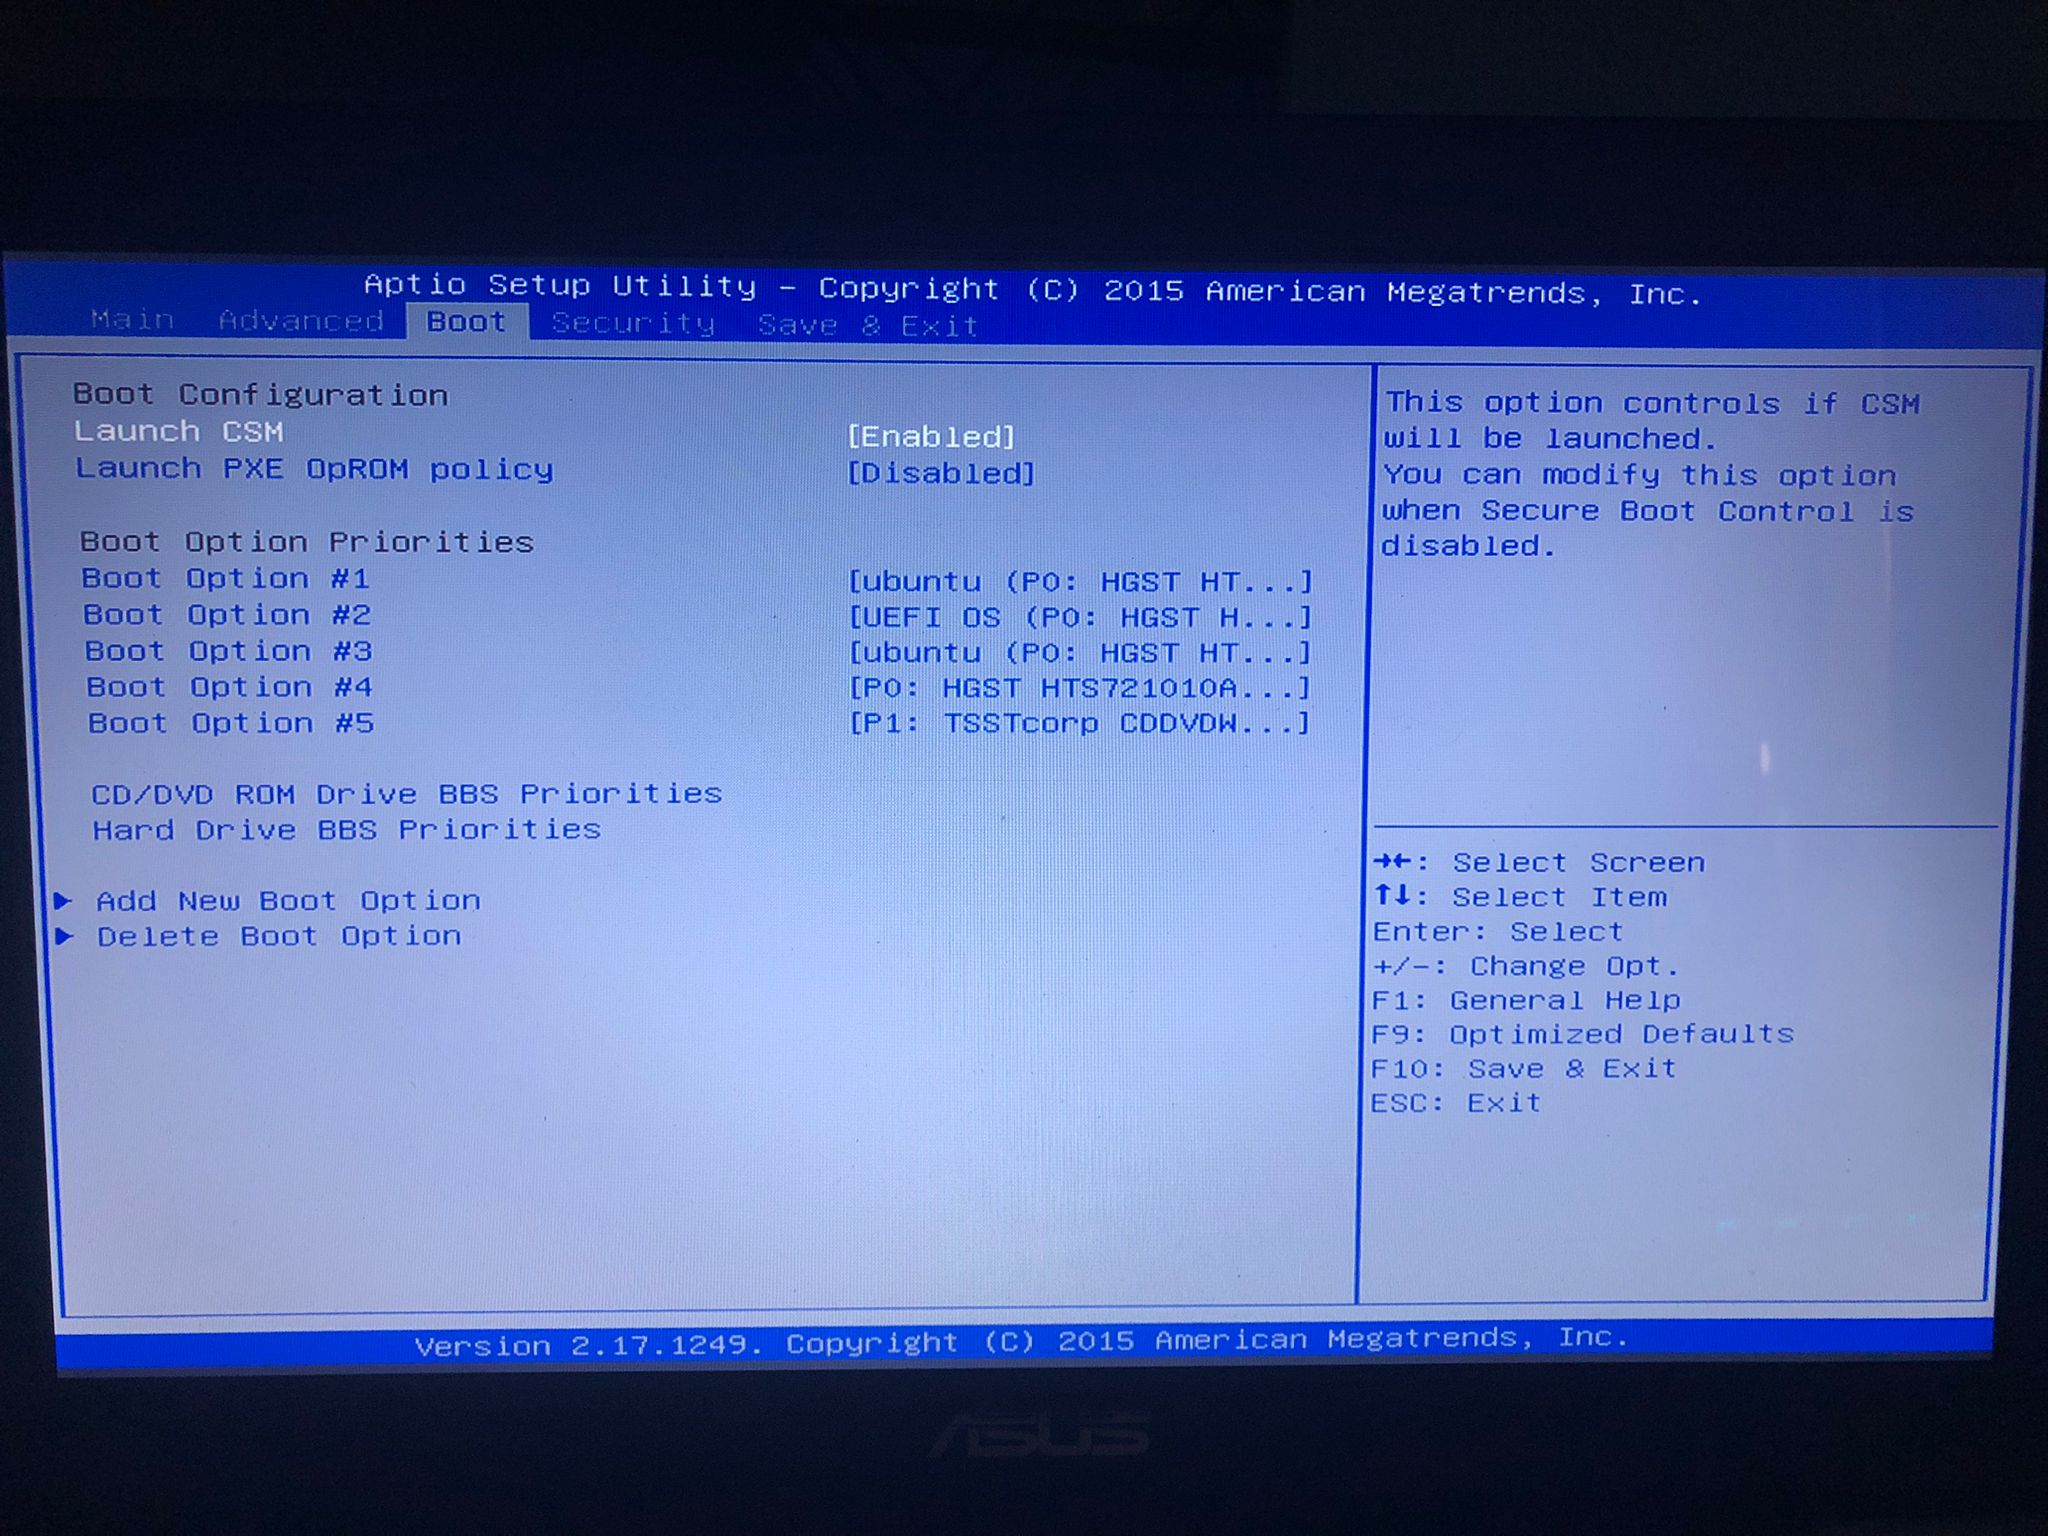 Aptio Setup Utility - Copyright (C) 2015 American Megatrends, Inc.
Main Advanced Boot Security Save & Exit
Boot Configuration
Launch CSM [Enabled]
Launch PXE OpROM policy [Disabled]
Boot Option Priorities
Boot Option #1 [ubuntu (P0: HGST HT...]
Boot Option #2 [UEFI OS (P0: HGST H...]
Boot Option #3 [ubuntu (P0: HGST HT...]
Boot Option #4 [P0: HGST HTS721010A...]
Boot Option #5 [P1: TSSTcorp CDDVDW...]
CD/DVD ROM Drive BBS Priorities
Hard Drive BBS Priorities
Add New Boot Option
Delete Boot Option
This option controls if CSM
will be launched.
You can modify this option
when Secure Boot Control is
disabled.
→←: Select Screen
↑↓: Select Item
Enter: Select
+/-: Change Opt.
F1: General Help
F9: Optimized Defaults
F10: Save & Exit
ESC: Exit
Version 2.17.1249. Copyright (C) 2015 American Megatrends, Inc.
ASUS